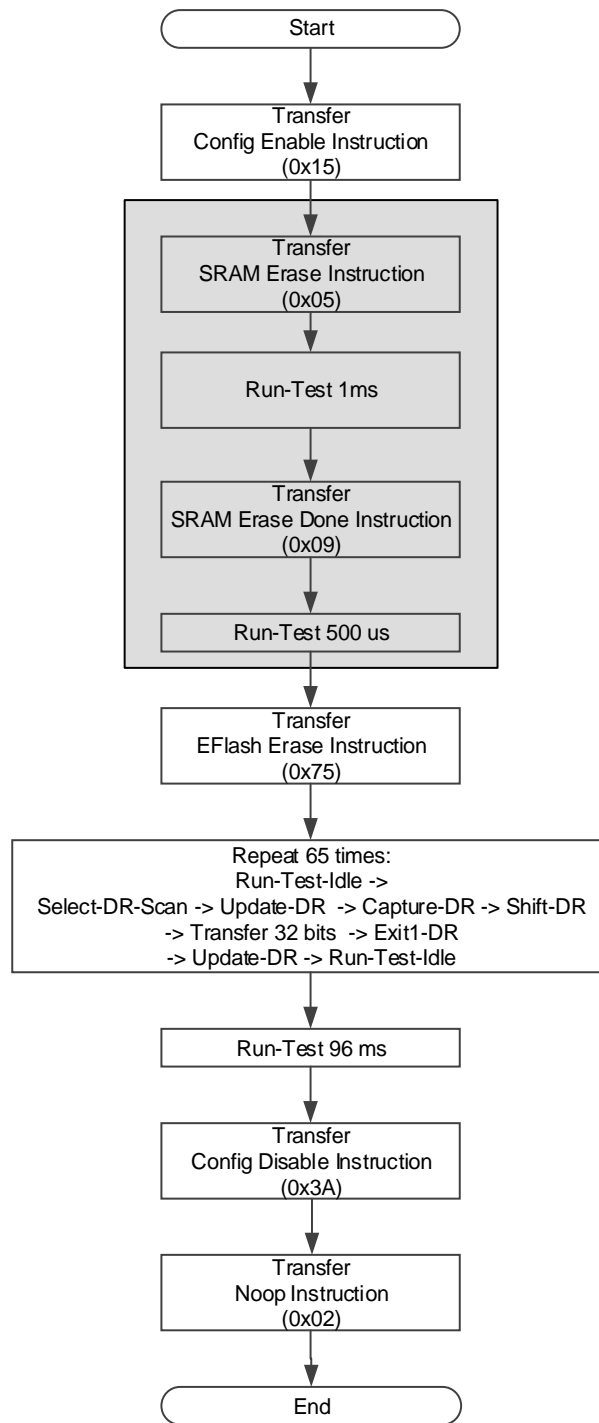 Start
Transfer
Config Enable Instruction
(0x15)
Transfer
SRAM Erase Instruction
(0x05)
Run-Test 1ms
Transfer
SRAM Erase Done Instruction
(0x09)
Run-Test 500 us
Transfer
EFlash Erase Instruction
(0x75)
Repeat 65 times:
Run-Test-Idle ->
Select-DR-Scan -> Update-DR -> Capture-DR -> Shift-DR
-> Transfer 32 bits -> Exit1-DR
-> Update-DR -> Run-Test-Idle
Run-Test 96 ms
Transfer
Config Disable Instruction
(0x3A)
Transfer
Noop Instruction
(0x02)
End